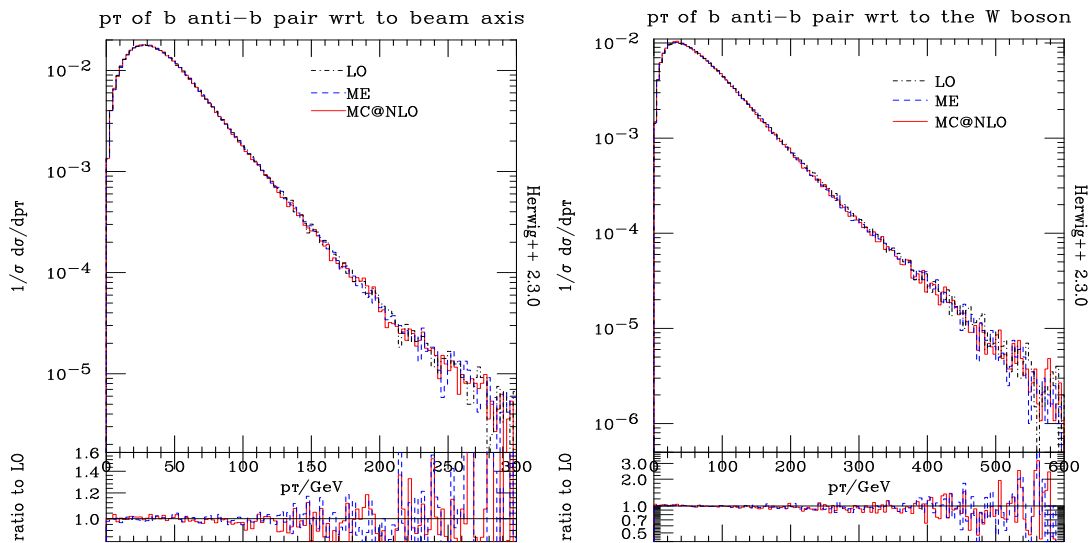 pT of b anti-b pair wrt to beam axis
LO
ME
MC@NLO
10^-2
10^-3
10^-4
10^-5
1/σ dσ/dpT
Herwig++ 2.3.0
0 50 100 150 200 250 300
pT/GeV
1.6
1.4
1.2
1.0
ratio to LO
pT of b anti-b pair wrt to the W boson
LO
ME
MC@NLO
10^-2
10^-3
10^-4
10^-5
10^-6
1/σ dσ/dpT
Herwig++ 2.3.0
0 100 200 300 400 500 600
pT/GeV
3.0
2.0
1.0
0.7
0.5
ratio to LO